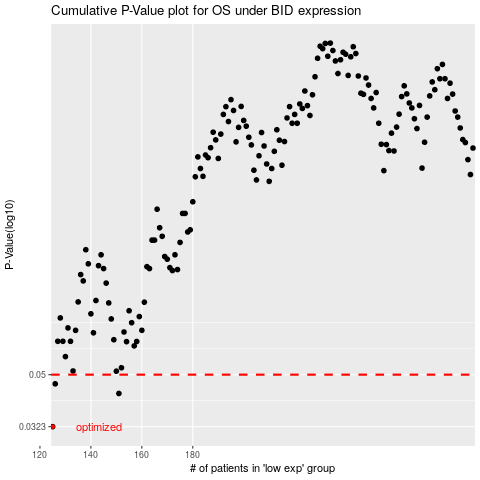 Cumulative P-Value plot for OS under BID expression
P-Value(log10)
0.05
0.0323
optimized
120
140
160
180
# of patients in 'low exp' group